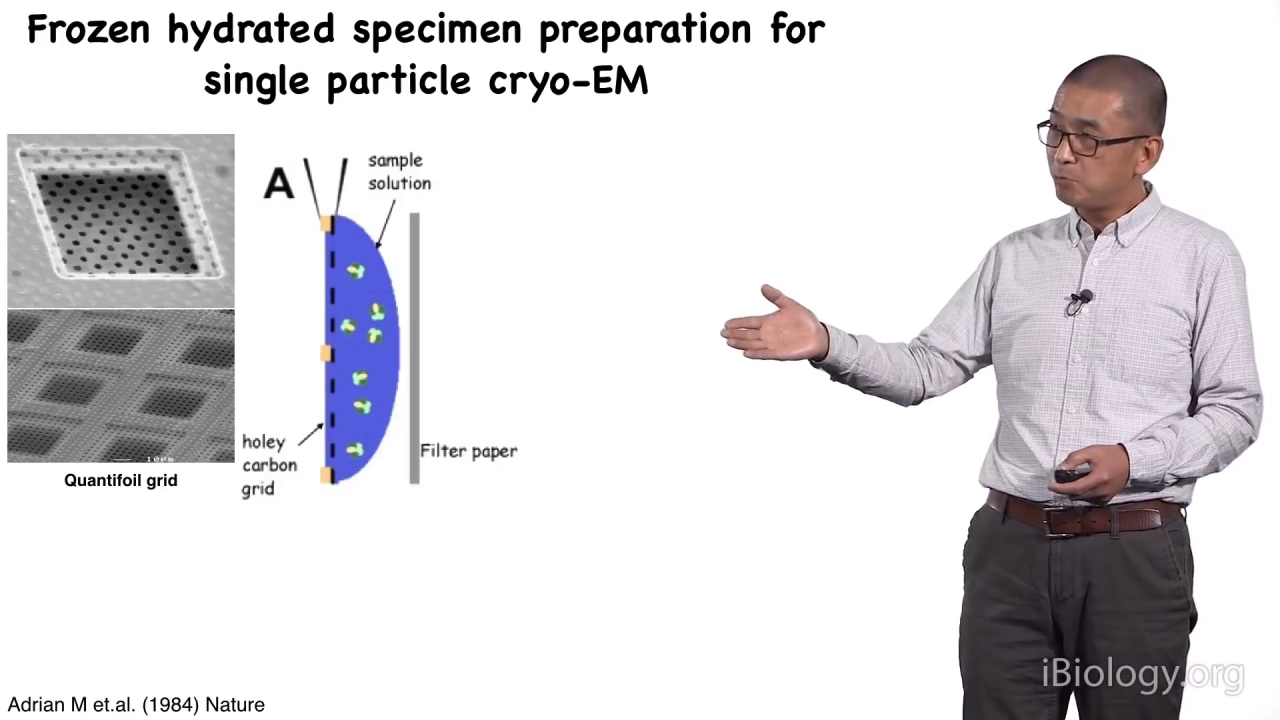 Frozen hydrated specimen preparation for
single particle cryo-EM
A
sample
solution
holey
carbon
grid
Filter paper
Quantifoil grid
Adrian M et.al. (1984) Nature
iBiology.org